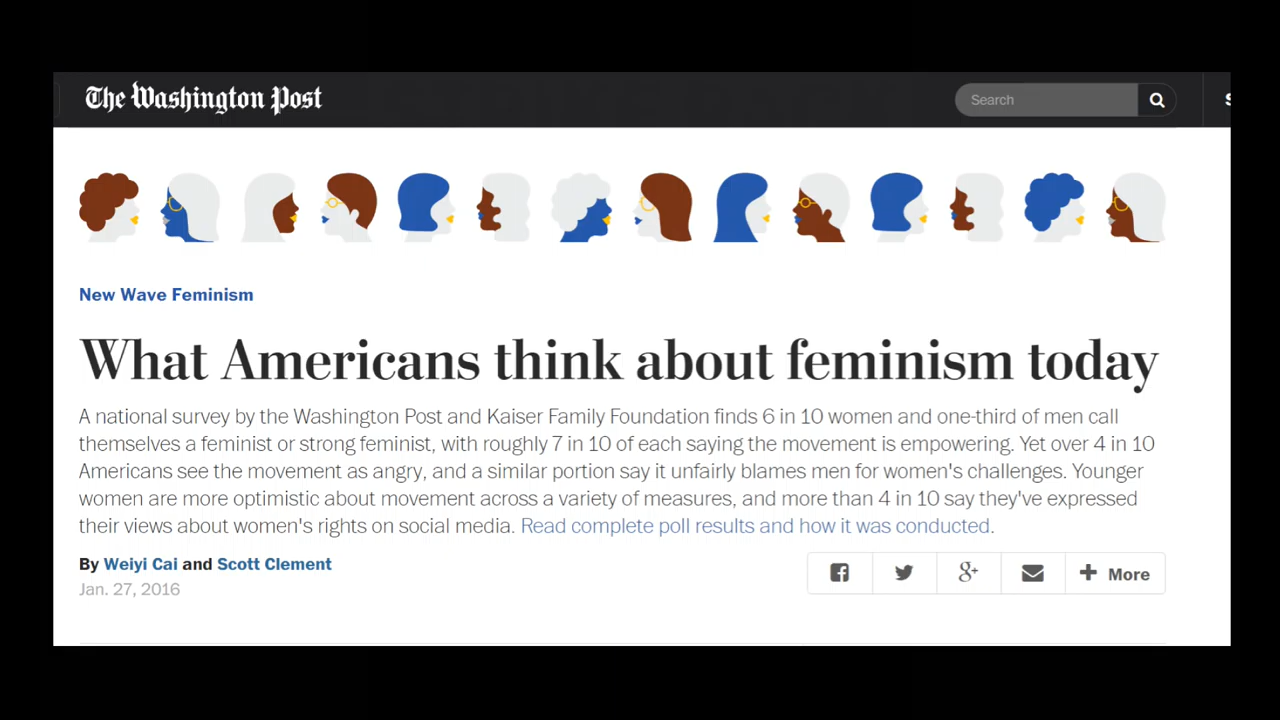 The Washington Post
Search
S
New Wave Feminism
What Americans think about feminism today
A national survey by the Washington Post and Kaiser Family Foundation finds 6 in 10 women and one-third of men call
themselves a feminist or strong feminist, with roughly 7 in 10 of each saying the movement is empowering. Yet over 4 in 10
Americans see the movement as angry, and a similar portion say it unfairly blames men for women's challenges. Younger
women are more optimistic about movement across a variety of measures, and more than 4 in 10 say they've expressed
their views about women's rights on social media. Read complete poll results and how it was conducted.
By Weiyi Cai and Scott Clement
Jan. 27, 2016
g+
+ More